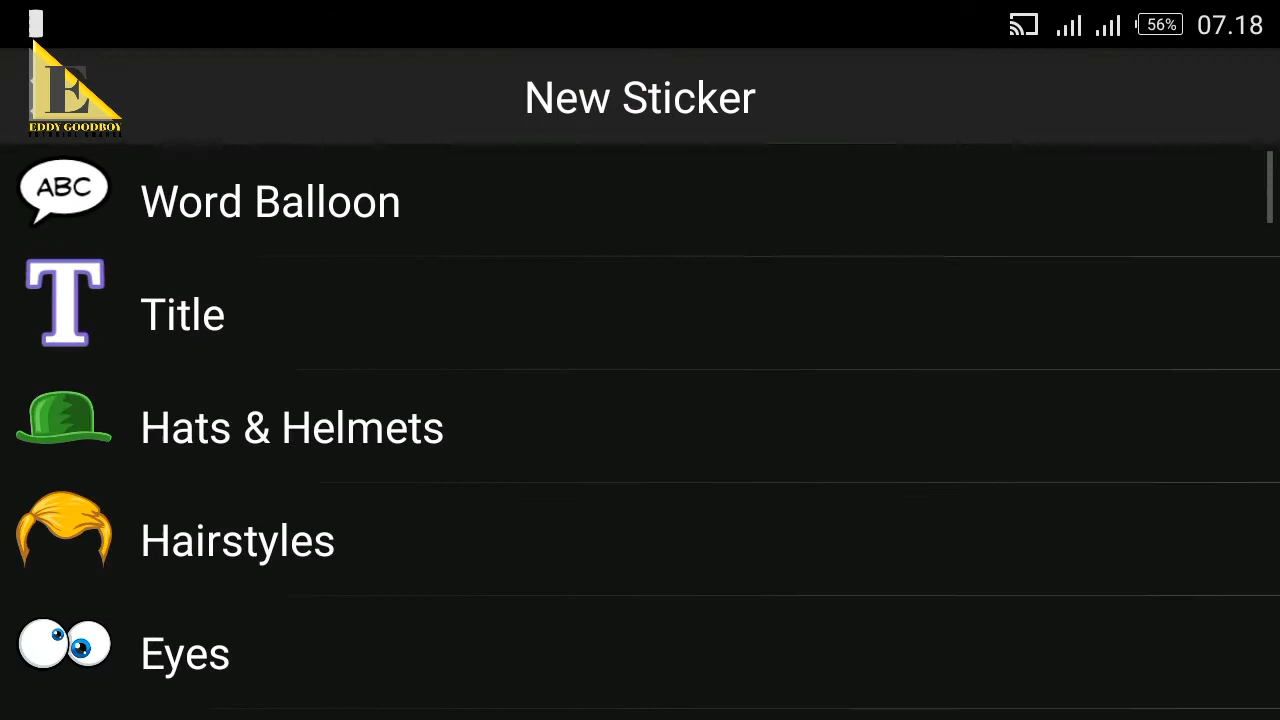 56%
07.18
E
EDDY GOODBOY
New Sticker
ABC
Word Balloon
T
Title
Hats & Helmets
Hairstyles
Eyes